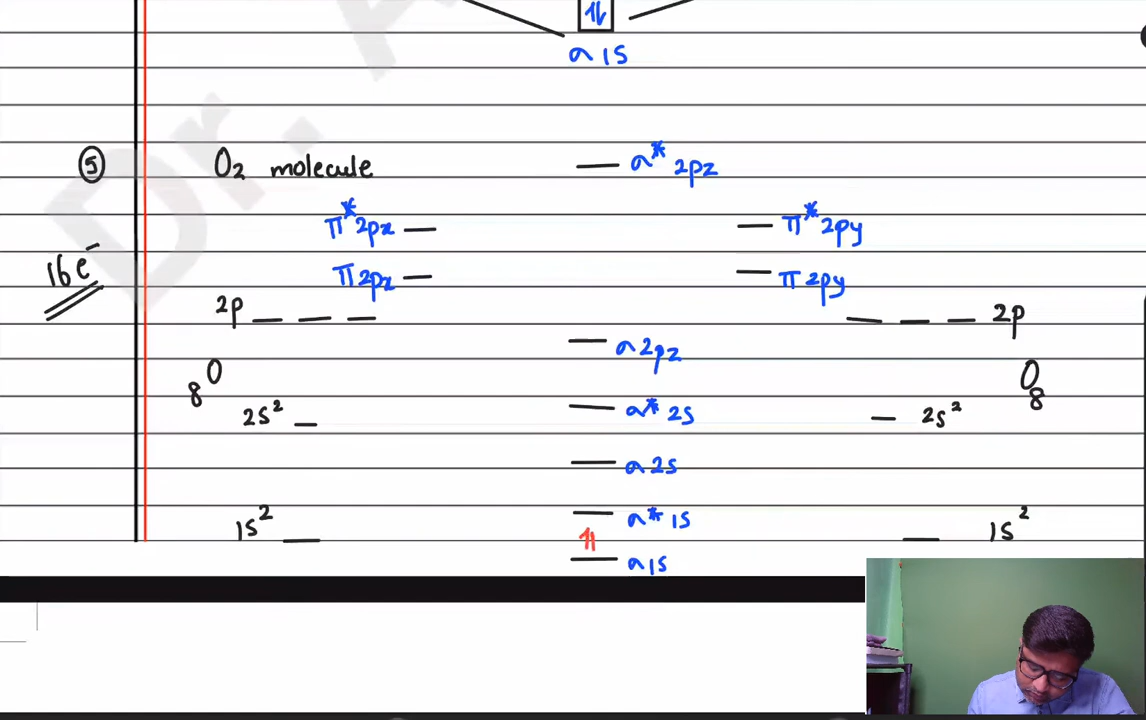 σ 1s
⑤ O₂ molecule
σ* 2pz
π* 2px
π* 2py
16e⁻
π 2px
π 2py
2p
2p
σ 2pz
₈O
O₈
2s²
σ* 2s
2s²
σ 2s
1s²
σ* 1s
1s²
σ 1s
Dr. A